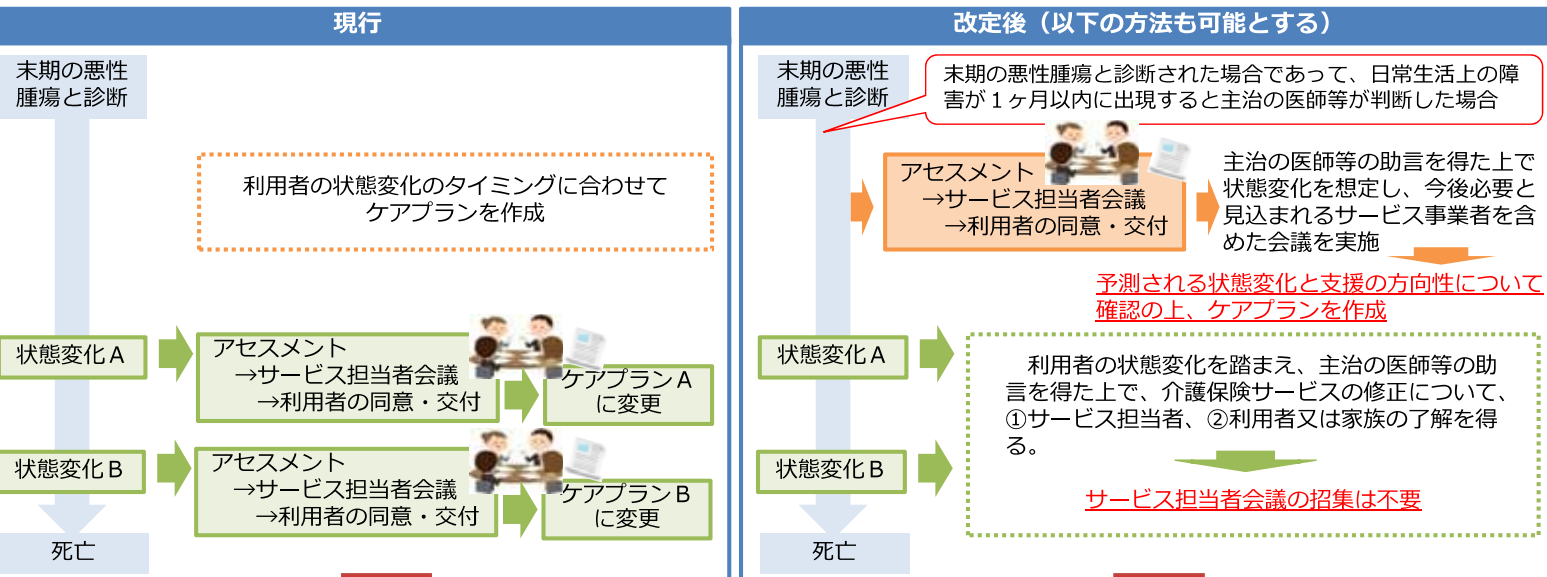 現行
末期の悪性
腫瘍と診断
利用者の状態変化のタイミングに合わせて
ケアプランを作成
状態変化A
アセスメント
→サービス担当者会議
→利用者の同意・交付
ケアプランA
に変更
状態変化B
アセスメント
→サービス担当者会議
→利用者の同意・交付
ケアプランB
に変更
死亡
改定後（以下の方法も可能とする）
末期の悪性
腫瘍と診断
末期の悪性腫瘍と診断された場合であって、日常生活上の障
害が１ヶ月以内に出現すると主治の医師等が判断した場合
アセスメント
→サービス担当者会議
→利用者の同意・交付
主治の医師等の助言を得た上で
状態変化を想定し、今後必要と
見込まれるサービス事業者を含
めた会議を実施
予測される状態変化と支援の方向性について
確認の上、ケアプランを作成
状態変化A
利用者の状態変化を踏まえ、主治の医師等の助
言を得た上で、介護保険サービスの修正について、
①サービス担当者、②利用者又は家族の了解を得
る。
状態変化B
サービス担当者会議の招集は不要
死亡